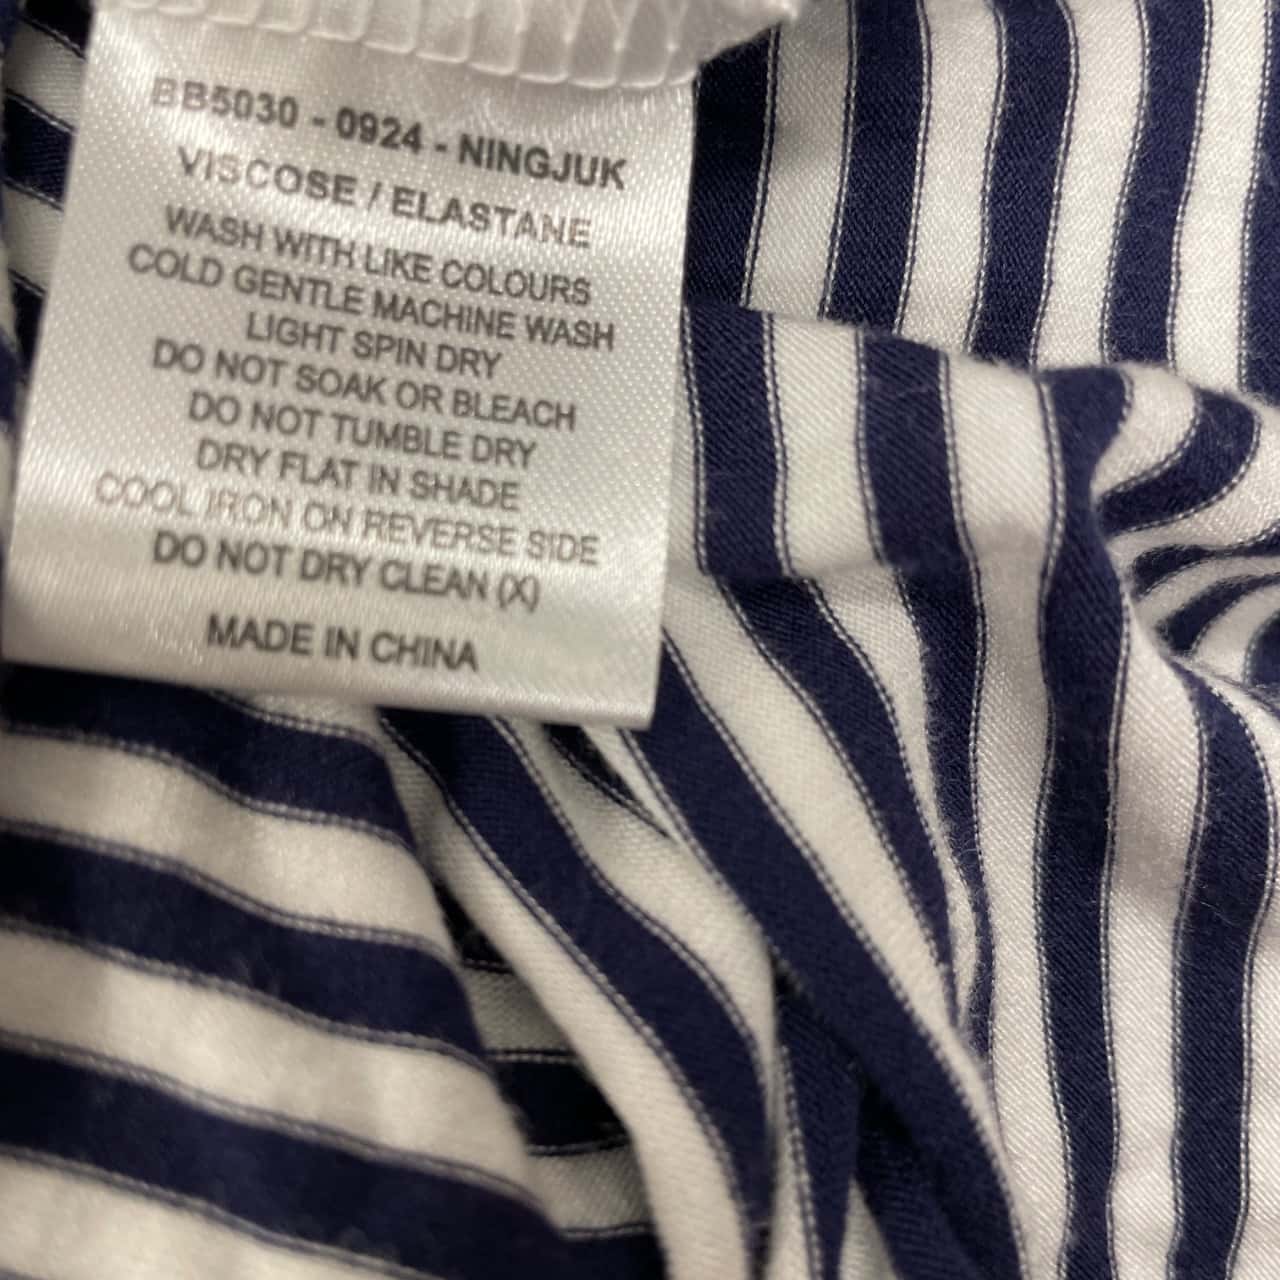 BB5030 - 0924 - NINGJUK
VISCOSE / ELASTANE
WASH WITH LIKE COLOURS
COLD GENTLE MACHINE WASH
LIGHT SPIN DRY
DO NOT SOAK OR BLEACH
DO NOT TUMBLE DRY
DRY FLAT IN SHADE
COOL IRON ON REVERSE SIDE
DO NOT DRY CLEAN (X)
MADE IN CHINA